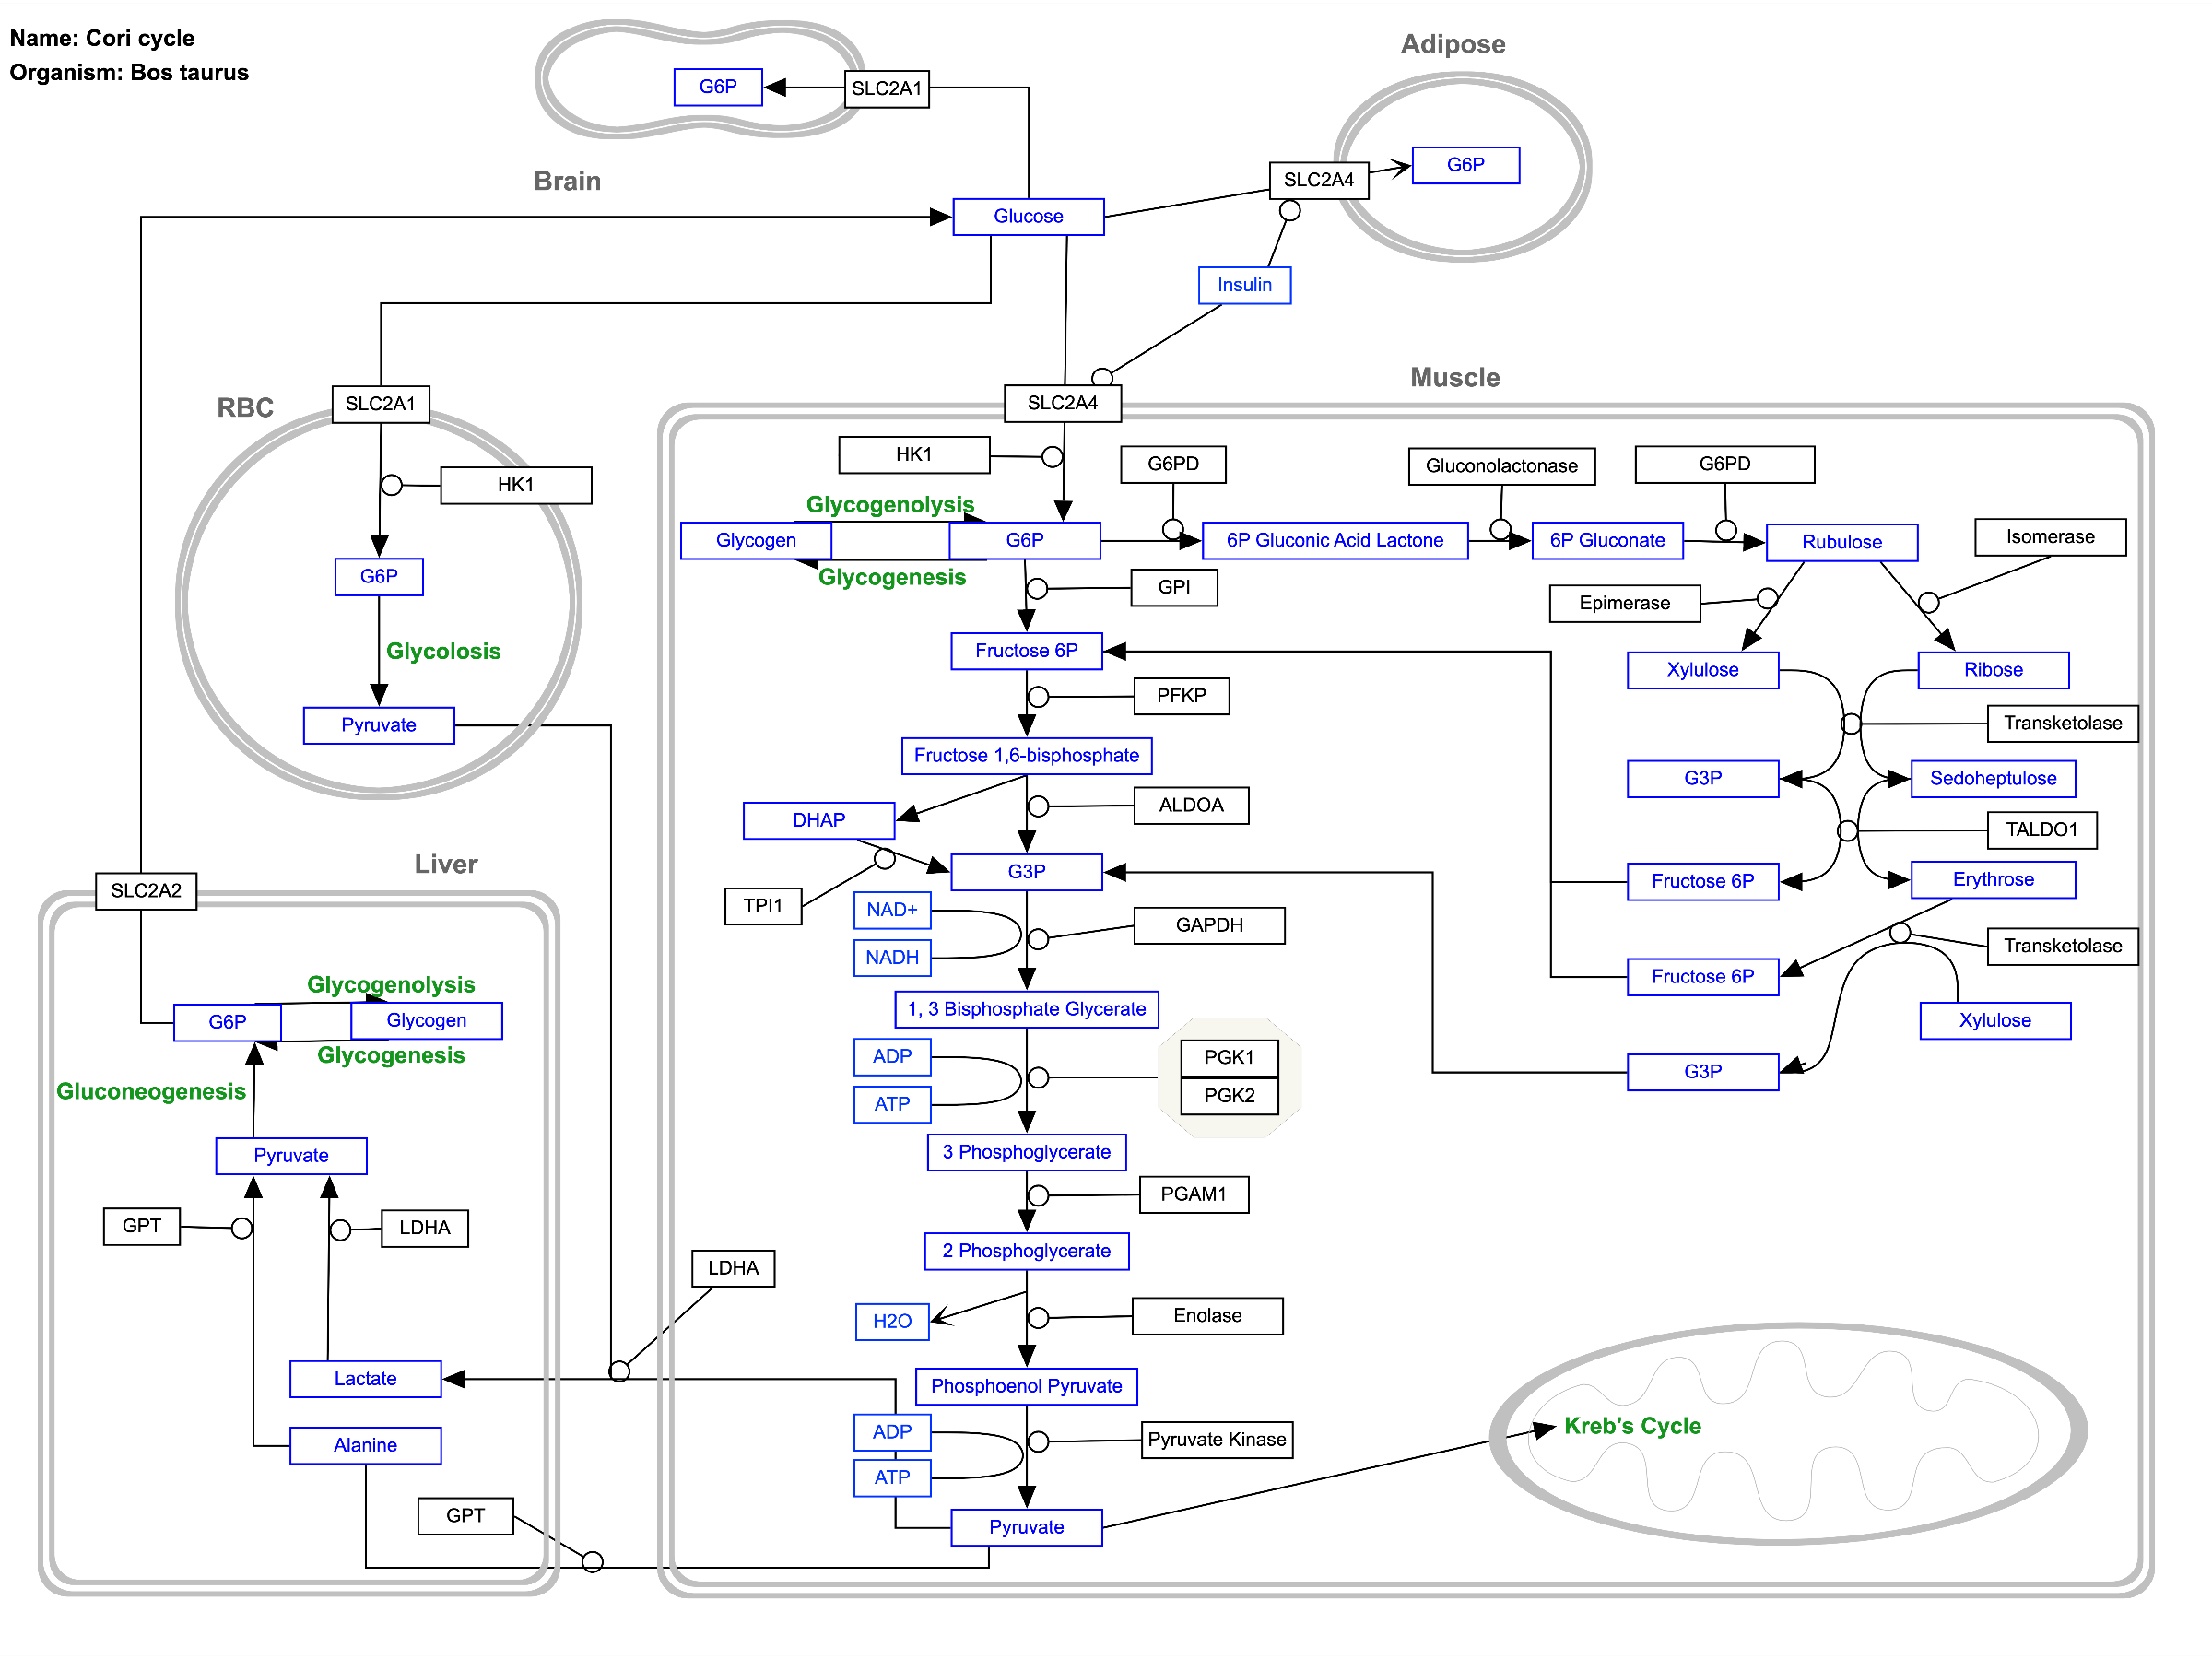 Name: Cori cycle
Organism: Bos taurus
Adipose
G6P
SLC2A1
Brain
SLC2A4
G6P
Glucose
Insulin
Muscle
RBC
SLC2A1
SLC2A4
HK1
HK1
G6PD
Gluconolactonase
G6PD
Glycogenolysis
Glycogen
G6P
6P Gluconic Acid Lactone
6P Gluconate
Rubulose
Isomerase
Glycogenesis
G6P
GPI
Epimerase
Glycolosis
Fructose 6P
Xylulose
Ribose
PFKP
Pyruvate
Transketolase
Fructose 1,6-bisphosphate
G3P
Sedoheptulose
DHAP
ALDOA
TALDO1
Liver
G3P
Fructose 6P
Erythrose
SLC2A2
TPI1
NAD+
GAPDH
Transketolase
NADH
Fructose 6P
Glycogenolysis
G6P
Glycogen
1, 3 Bisphosphate Glycerate
Xylulose
Glycogenesis
ADP
PGK1
G3P
Gluconeogenesis
ATP
PGK2
Pyruvate
3 Phosphoglycerate
PGAM1
GPT
LDHA
2 Phosphoglycerate
LDHA
H2O
Enolase
Lactate
Phosphoenol Pyruvate
Kreb's Cycle
Alanine
ADP
Pyruvate Kinase
ATP
GPT
Pyruvate